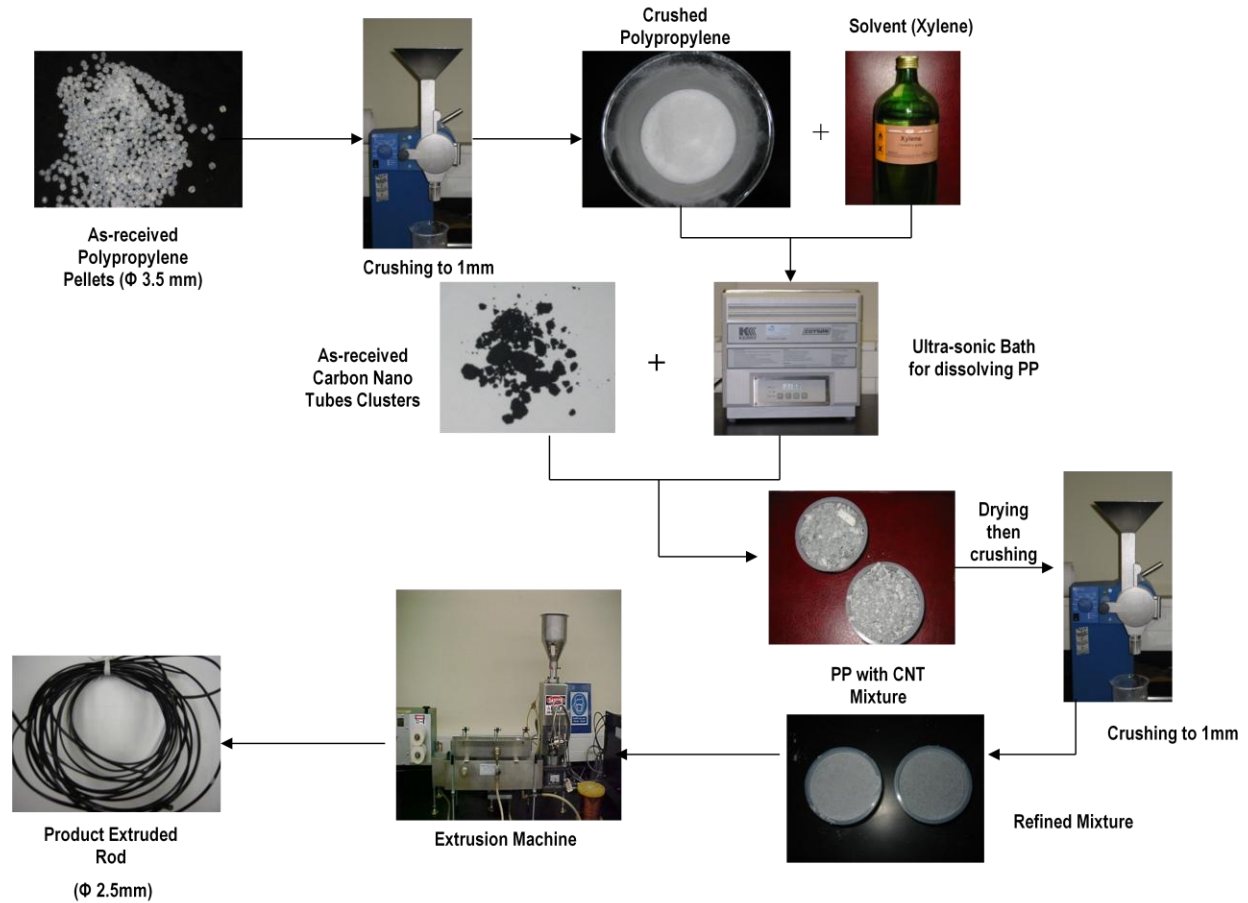 Crushed
Polypropylene
Solvent (Xylene)
+
Xylene
As-received
Polypropylene
Pellets (Φ 3.5 mm)
Crushing to 1mm
As-received
Carbon Nano
Tubes Clusters
+
Ultra-sonic Bath
for dissolving PP
Drying
then
crushing
PP with CNT
Mixture
Crushing to 1mm
Refined Mixture
Extrusion Machine
Product Extruded
Rod
(Φ 2.5mm)